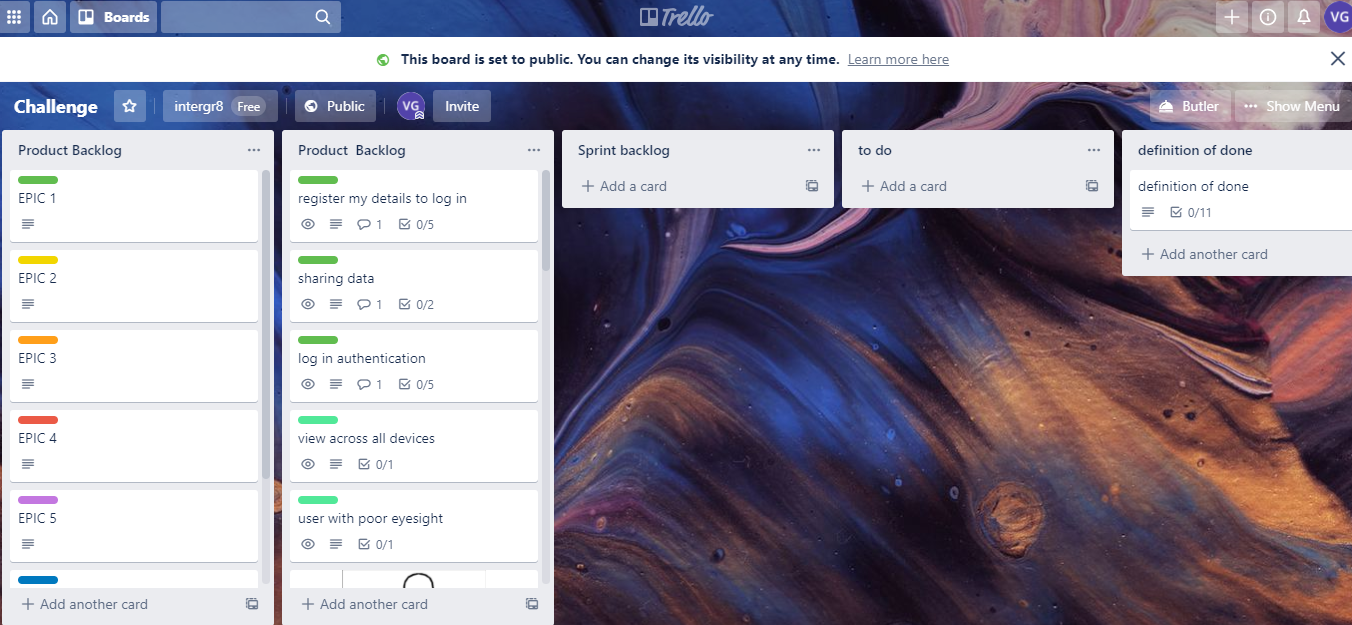 Boards
Trello
VG
This board is set to public. You can change its visibility at any time. Learn more here
Challenge
intergr8 Free
Public
VG
Invite
Butler
Show Menu
Product Backlog
EPIC 1
EPIC 2
EPIC 3
EPIC 4
EPIC 5
Add another card
Product Backlog
register my details to log in
1 0/5
sharing data
1 0/2
log in authentication
1 0/5
view across all devices
0/1
user with poor eyesight
0/1
Add another card
Sprint backlog
Add a card
to do
Add a card
definition of done
definition of done
0/11
Add another card